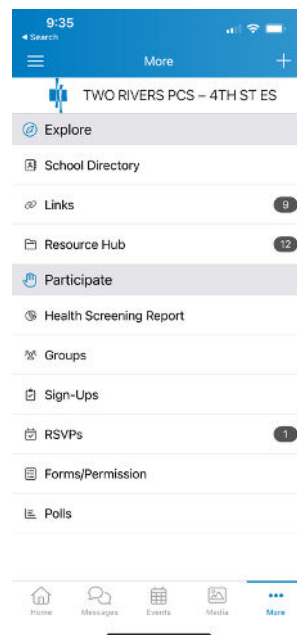 9:35
◀ Search
More
TWO RIVERS PCS – 4TH ST ES
Explore
School Directory
Links 9
Resource Hub 12
Participate
Health Screening Report
Groups
Sign-Ups
RSVPs 1
Forms/Permission
Polls
Home Messages Events Media More